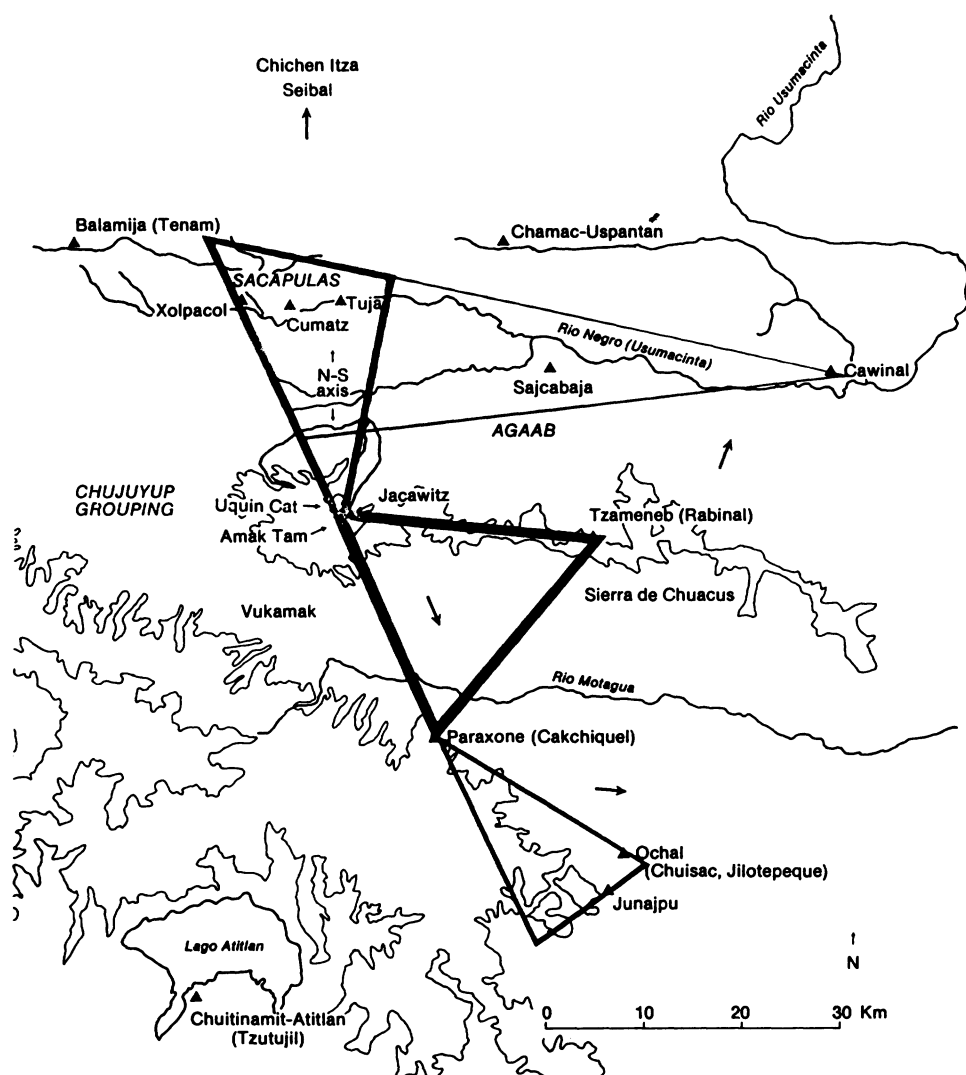 Chichen Itza
Seibal
Rio Usumacinta
Balamija (Tenam)
Chamac-Uspantan
SACAPULAS
Xolpacol
Cumatz
Tuja
Rio Negro (Usumacinta)
N-S
axis
Sajcabaja
Cawinal
AGAAB
CHUJUYUP
GROUPING
Uquin Cat
Jacawitz
Amak Tam
Tzameneb (Rabinal)
Vukamak
Sierra de Chuacus
Rio Motagua
Paraxone (Cakchiquel)
Ochal
(Chuisac, Jilotepeque)
Junajpu
Lago Atitlan
N
Chuitinamit-Atitlan
(Tzutujil)
0 10 20 30 Km